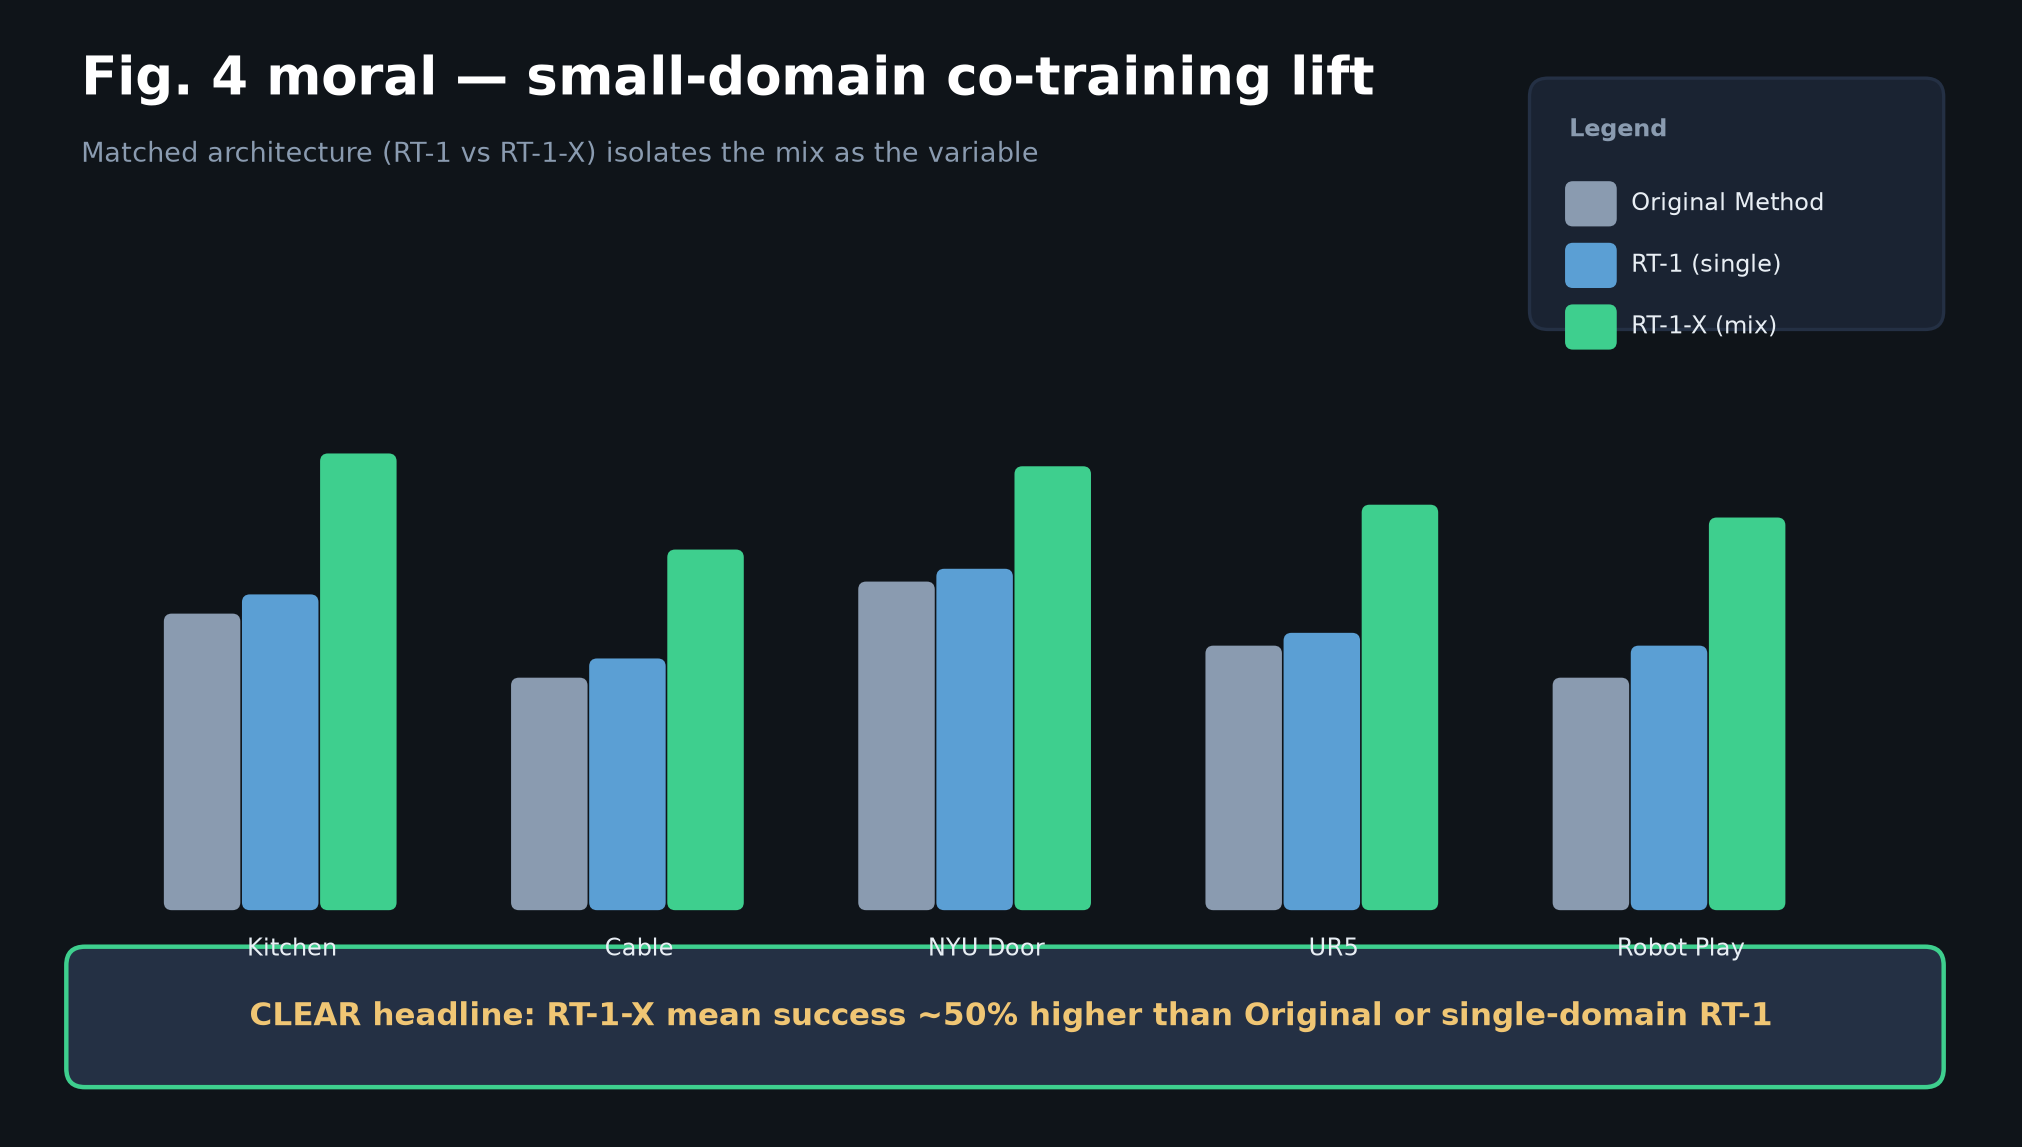 Fig. 4 moral — small-domain co-training lift
Matched architecture (RT-1 vs RT-1-X) isolates the mix as the variable
Legend
Original Method
RT-1 (single)
RT-1-X (mix)
Kitchen
Cable
NYU Door
UR5
Robot Play
CLEAR headline: RT-1-X mean success ~50% higher than Original or single-domain RT-1